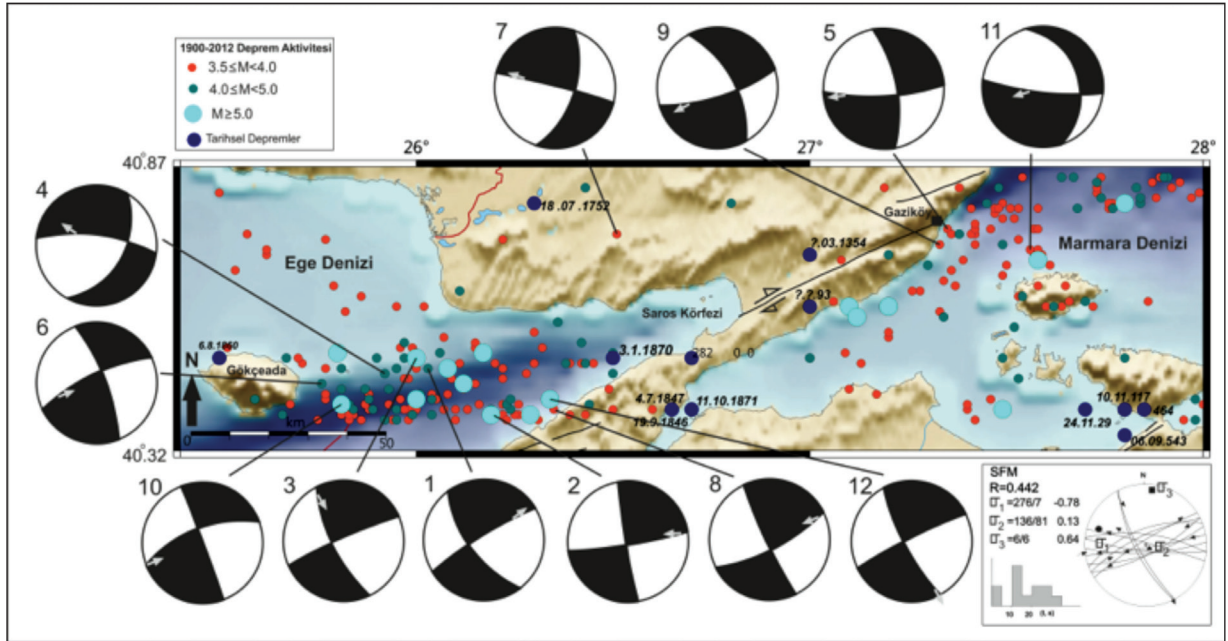 7
9
5
11
1900-2012 Deprem Aktivitesi
3.5≤M<4.0
4.0≤M<5.0
M≥5.0
Tarihsel Depremler
26°
27°
28°
40.87°
4
18.07.1752
Gaziköy
?.03.1354
Marmara Denizi
Ege Denizi
?.?.93
Saros Körfezi
6
6.8.1860
3.1.1870
282 0 0
N
Gökçeada
4.7.1847
11.10.1871
10.11.117
464
19.9.1846
24.11.29
km
0
50
06.09.543
40.32°
10
3
1
2
8
12
SFM
R=0.442
σ1 =276/7 -0.78
σ2 =136/81 0.13
σ3 =6/6 0.64
N
σ3
σ1
σ2
10 20